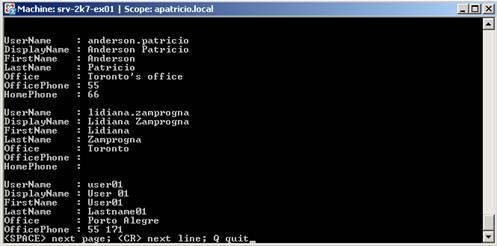 Machine: srv-2k7-ex01 | Scope: apatricio.local
UserName : anderson.patricio
DisplayName : Anderson Patricio
FirstName : Anderson
LastName : Patricio
Office : Toronto's office
OfficePhone : 55
HomePhone : 66
UserName : lidiana.zamprogna
DisplayName : Lidiana Zamprogna
FirstName : Lidiana
LastName : Zamprogna
Office : Toronto
OfficePhone :
HomePhone :
UserName : user01
DisplayName : User 01
FirstName : User01
LastName : Lastname01
Office : Porto Alegre
OfficePhone : 55 171
<SPACE> next page; <CR> next line; Q quit_